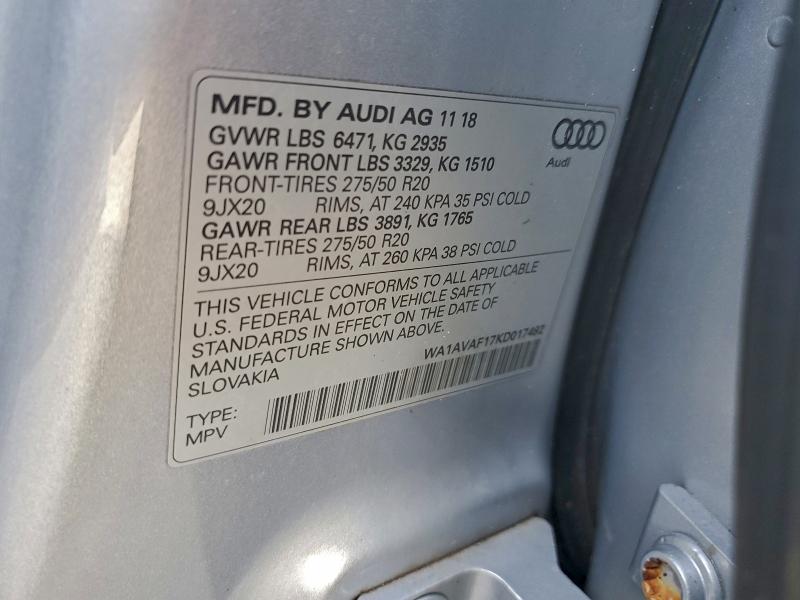 MFD. BY AUDI AG 11 18
GVWR LBS 6471, KG 2935
GAWR FRONT LBS 3329, KG 1510
FRONT-TIRES 275/50 R20
9JX20 RIMS, AT 240 KPA 35 PSI COLD
GAWR REAR LBS 3891, KG 1765
REAR-TIRES 275/50 R20
9JX20 RIMS, AT 260 KPA 38 PSI COLD
Audi
THIS VEHICLE CONFORMS TO ALL APPLICABLE
U.S. FEDERAL MOTOR VEHICLE SAFETY
STANDARDS IN EFFECT ON THE DATE OF
MANUFACTURE SHOWN ABOVE.
SLOVAKIA
WA1AVAF17KD017482
TYPE:
MPV